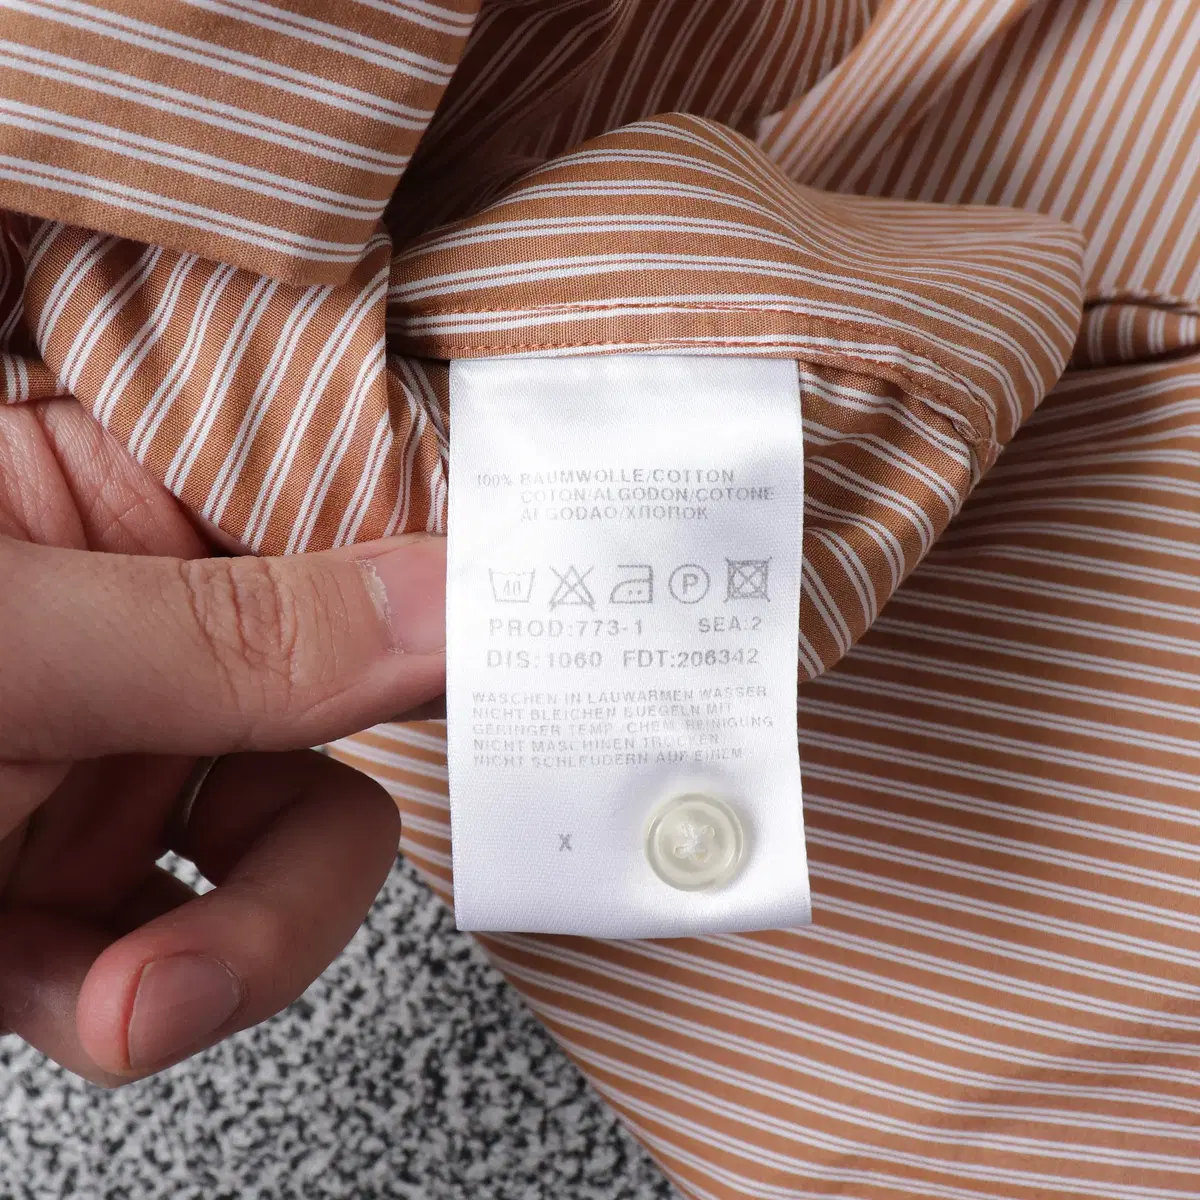 100% BAUMWOLLE/COTTON
COTON/ALGODON/COTONE
ALGODAO/ХЛОПОК
40 P
PROD:773-1 SEA:2
DIS:1060 FDT:206342
WASCHEN IN LAUWARMEN WASSER
NICHT BLEICHEN BUEGELN MIT
GERINGER TEMP. CHEM. REINIGUNG
NICHT MASCHINEN TROCKEN
NICHT SCHLEUDERN AUF EINEM
X